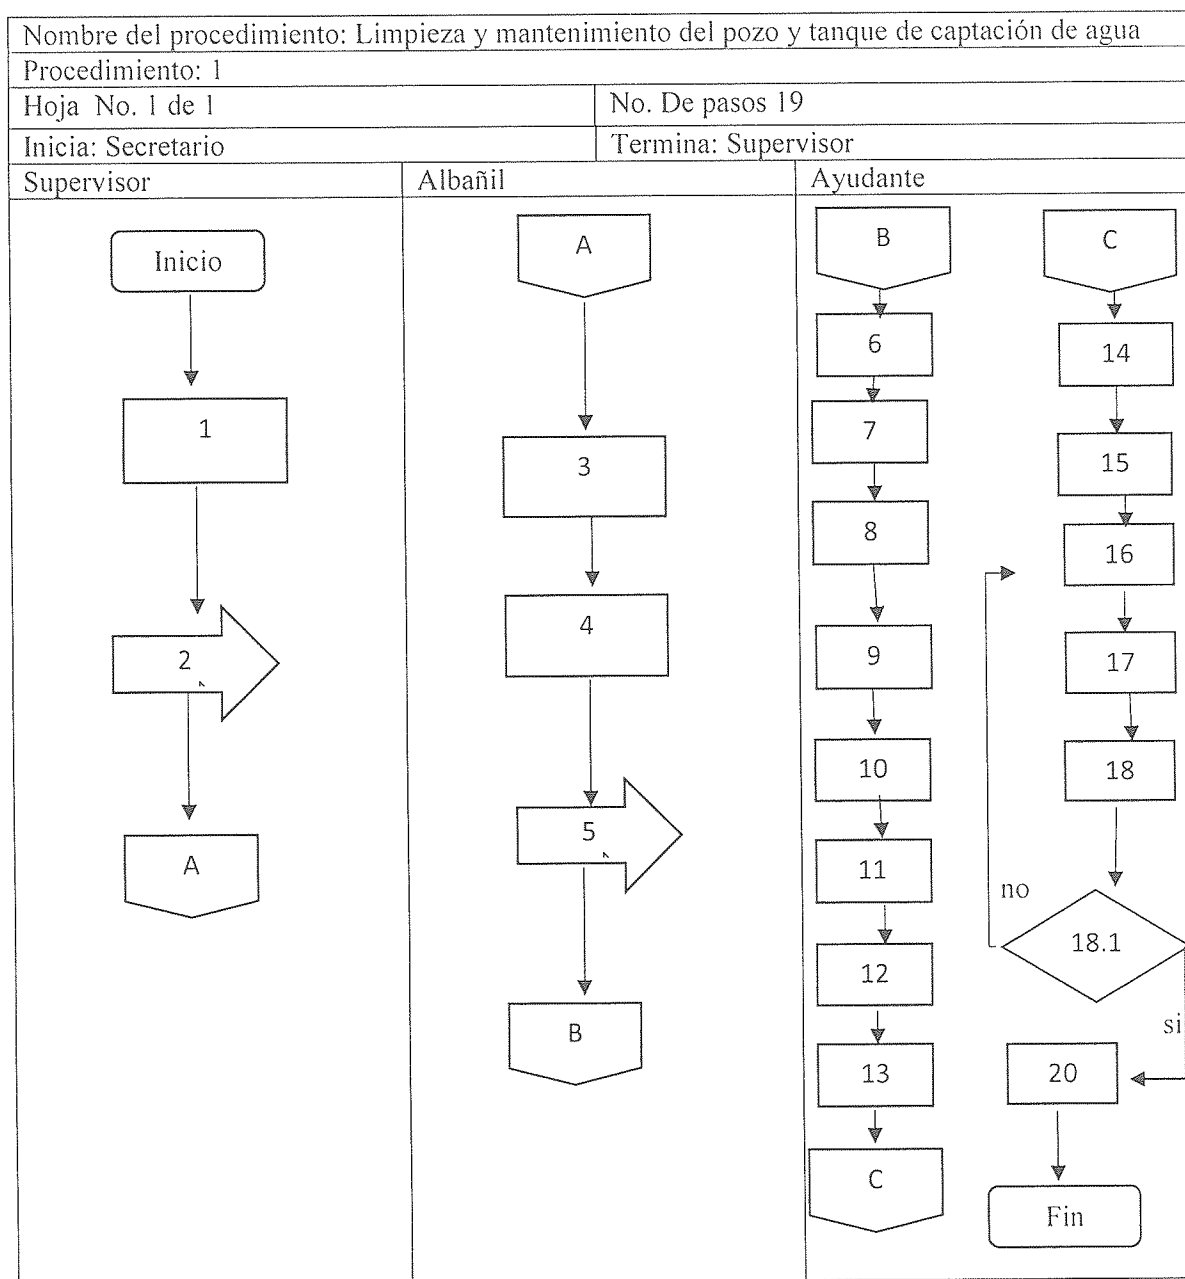 Nombre del procedimiento: Limpieza y mantenimiento del pozo y tanque de captación de agua
Procedimiento: 1
Hoja No. 1 de 1
No. De pasos 19
Inicia: Secretario
Termina: Supervisor
Supervisor
Albañil
Ayudante
Inicio
1
2
A
A
3
4
5
B
B
6
7
8
9
10
11
12
13
C
C
14
15
16
17
18
18.1
no
si
20
Fin